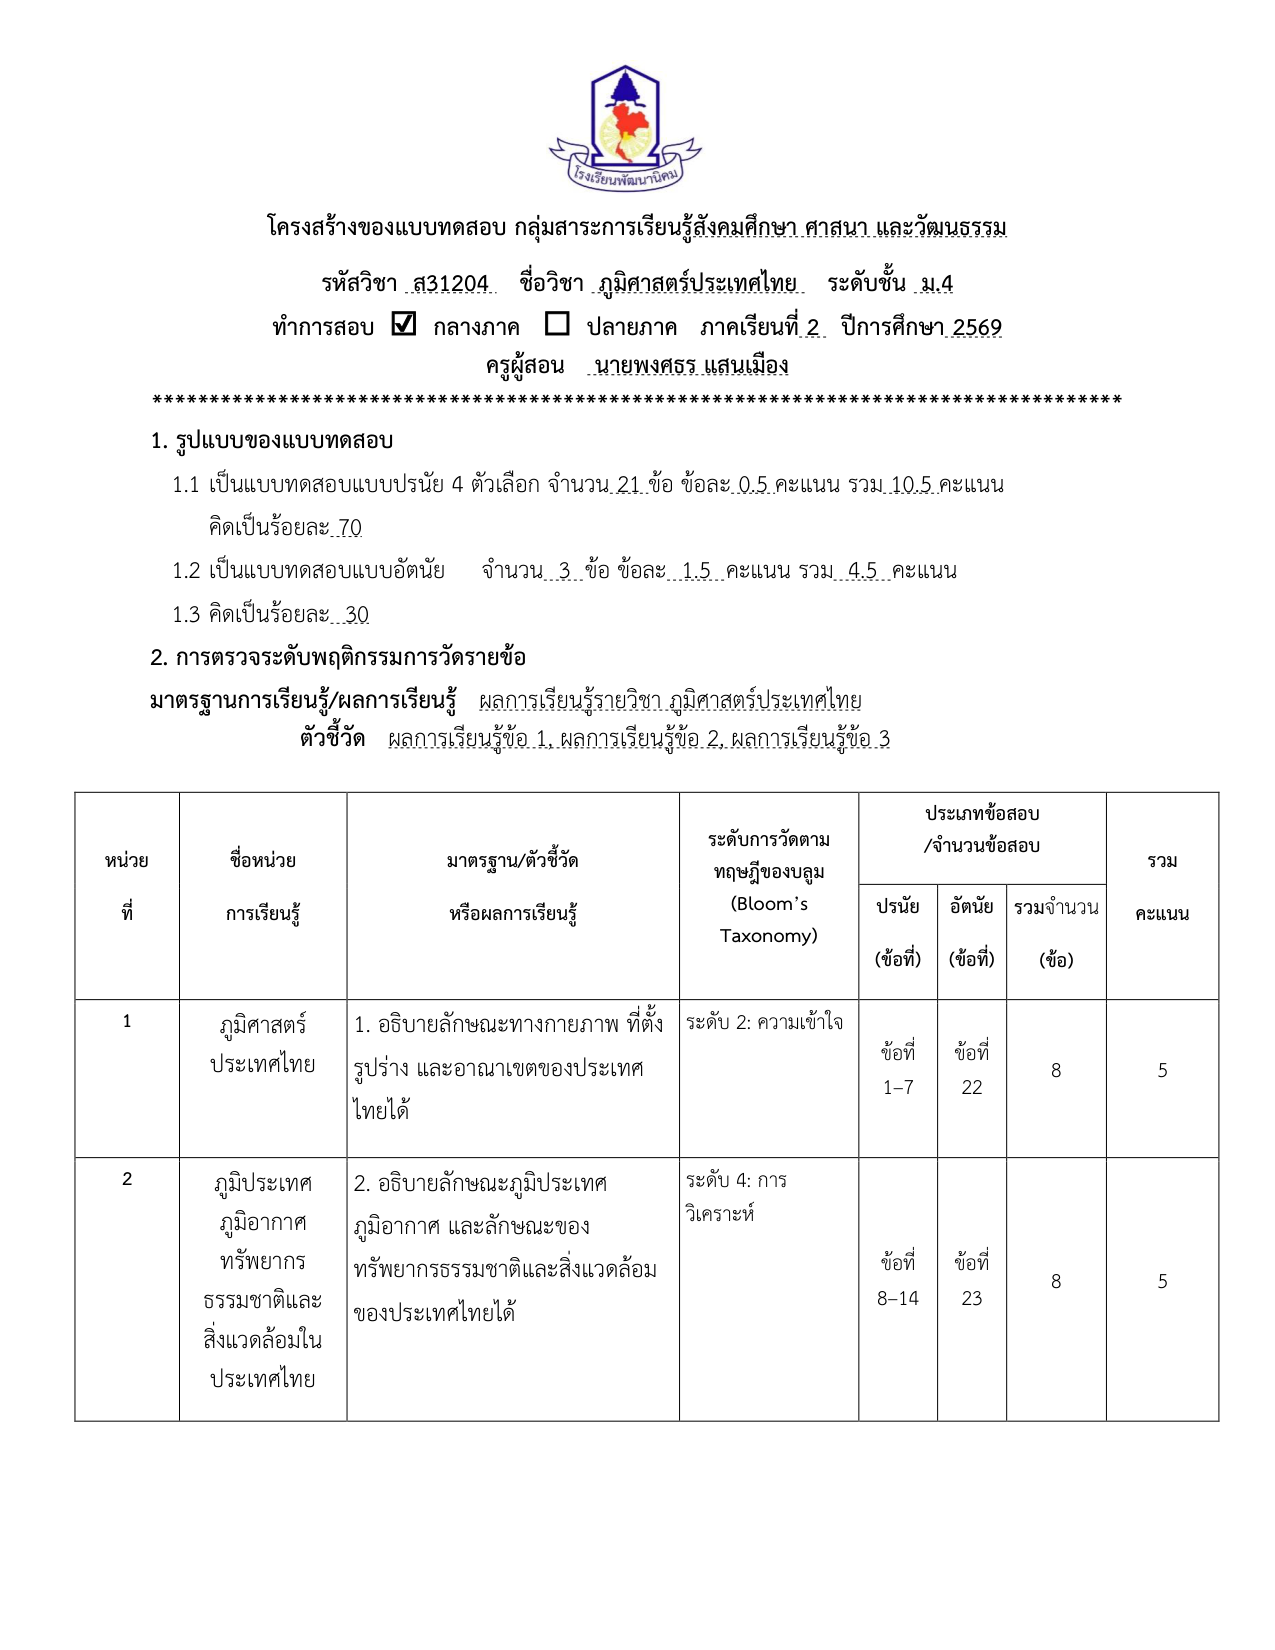 โรงเรียนพัฒนานิคม
โครงสร้างของแบบทดสอบ กลุ่มสาระการเรียนรู้สังคมศึกษา ศาสนา และวัฒนธรรม
รหัสวิชา ส31204 ชื่อวิชา ภูมิศาสตร์ประเทศไทย ระดับชั้น ม.4
ทำการสอบ ☑ กลางภาค ☐ ปลายภาค ภาคเรียนที่ 2 ปีการศึกษา 2569
ครูผู้สอน นายพงศธร แสนเมือง
*************************************************************************************
1. รูปแบบของแบบทดสอบ
1.1 เป็นแบบทดสอบแบบปรนัย 4 ตัวเลือก จำนวน 21 ข้อ ข้อละ 0.5 คะแนน รวม 10.5 คะแนน
คิดเป็นร้อยละ 70
1.2 เป็นแบบทดสอบแบบอัตนัย จำนวน 3 ข้อ ข้อละ 1.5 คะแนน รวม 4.5 คะแนน
1.3 คิดเป็นร้อยละ 30
2. การตรวจระดับพฤติกรรมการวัดรายข้อ
มาตรฐานการเรียนรู้/ผลการเรียนรู้ ผลการเรียนรู้รายวิชา ภูมิศาสตร์ประเทศไทย
ตัวชี้วัด ผลการเรียนรู้ข้อ 1, ผลการเรียนรู้ข้อ 2, ผลการเรียนรู้ข้อ 3
หน่วย
ที่
ชื่อหน่วย
การเรียนรู้
มาตรฐาน/ตัวชี้วัด
หรือผลการเรียนรู้
ระดับการวัดตาม
ทฤษฎีของบลูม
(Bloom's
Taxonomy)
ประเภทข้อสอบ
/จำนวนข้อสอบ
ปรนัย
(ข้อที่)
อัตนัย
(ข้อที่)
รวมจำนวน
(ข้อ)
รวม
คะแนน
1
ภูมิศาสตร์
ประเทศไทย
1. อธิบายลักษณะทางกายภาพ ที่ตั้ง
รูปร่าง และอาณาเขตของประเทศ
ไทยได้
ระดับ 2: ความเข้าใจ
ข้อที่
1–7
ข้อที่
22
8
5
2
ภูมิประเทศ
ภูมิอากาศ
ทรัพยากร
ธรรมชาติและ
สิ่งแวดล้อมใน
ประเทศไทย
2. อธิบายลักษณะภูมิประเทศ
ภูมิอากาศ และลักษณะของ
ทรัพยากรธรรมชาติและสิ่งแวดล้อม
ของประเทศไทยได้
ระดับ 4: การ
วิเคราะห์
ข้อที่
8–14
ข้อที่
23
8
5